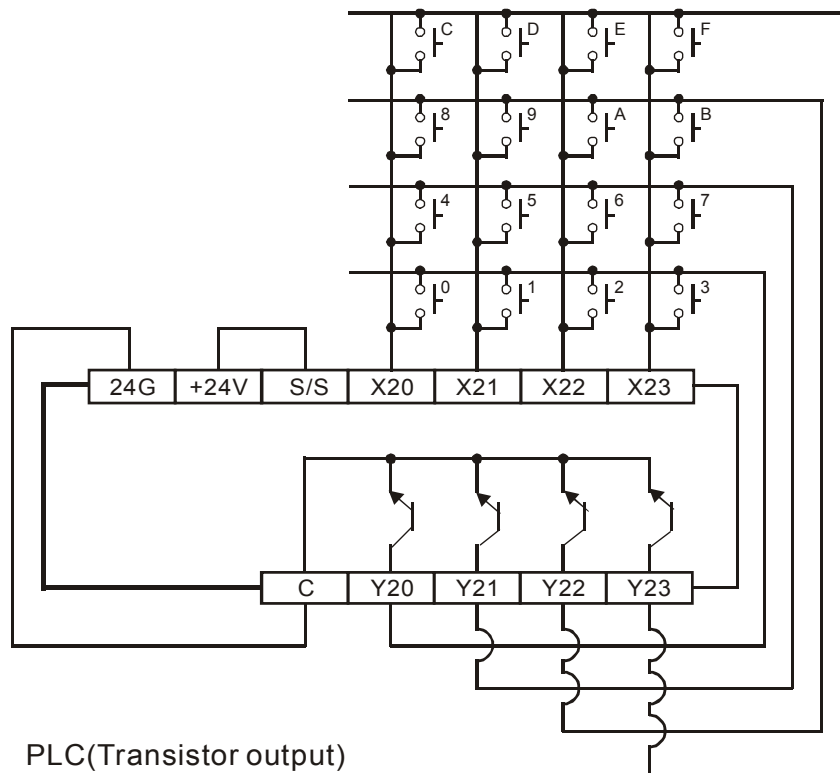 C D E F
8 9 A B
4 5 6 7
0 1 2 3
24G +24V S/S X20 X21 X22 X23
C Y20 Y21 Y22 Y23
PLC(Transistor output)